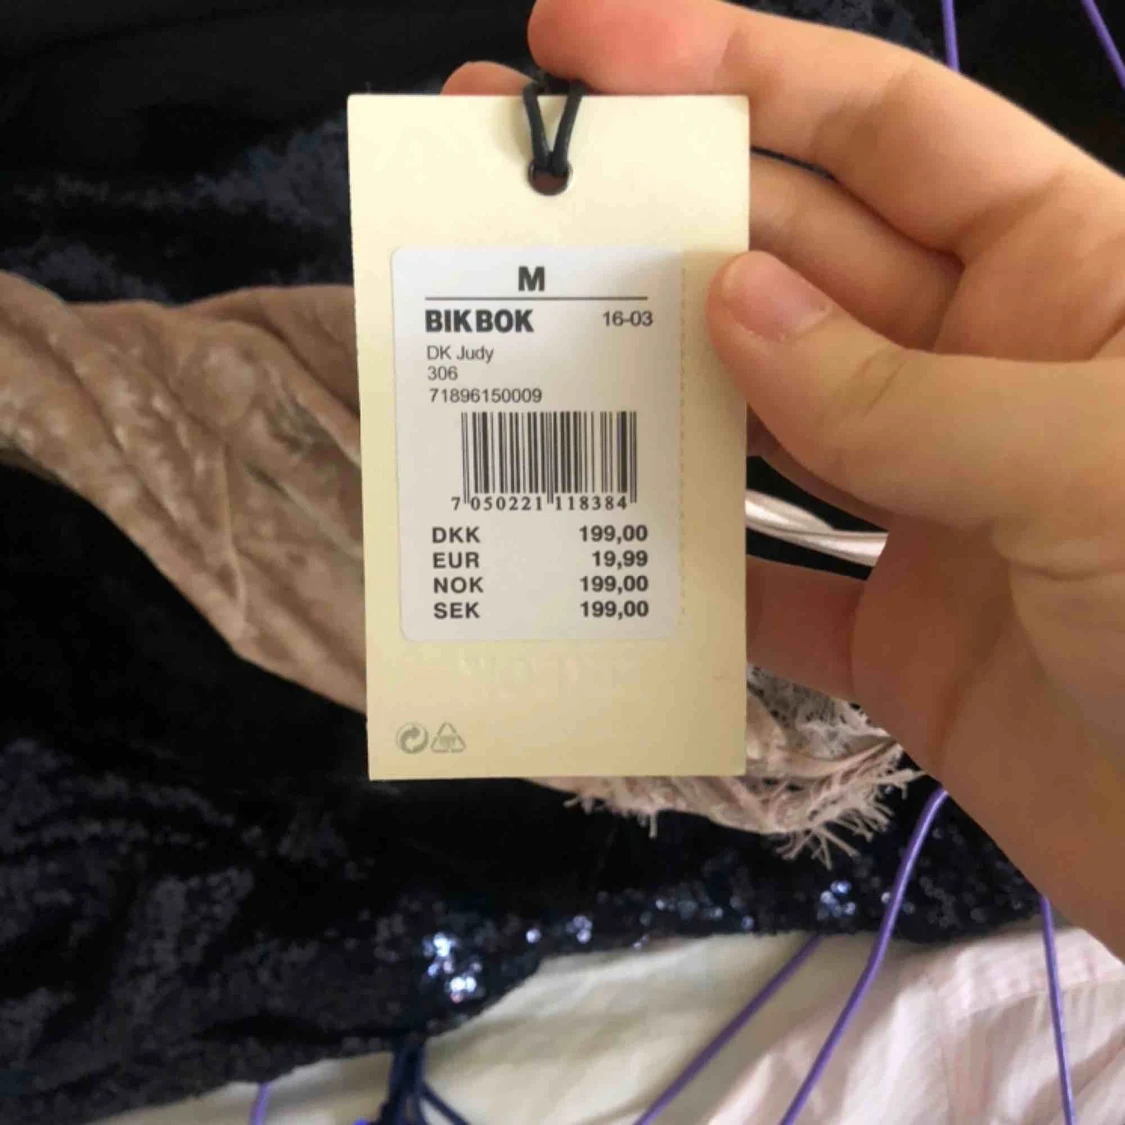 M
BIKBOK 16-03
DK Judy
306
71896150009
7 050221 118384
DKK 199,00
EUR 19,99
NOK 199,00
SEK 199,00